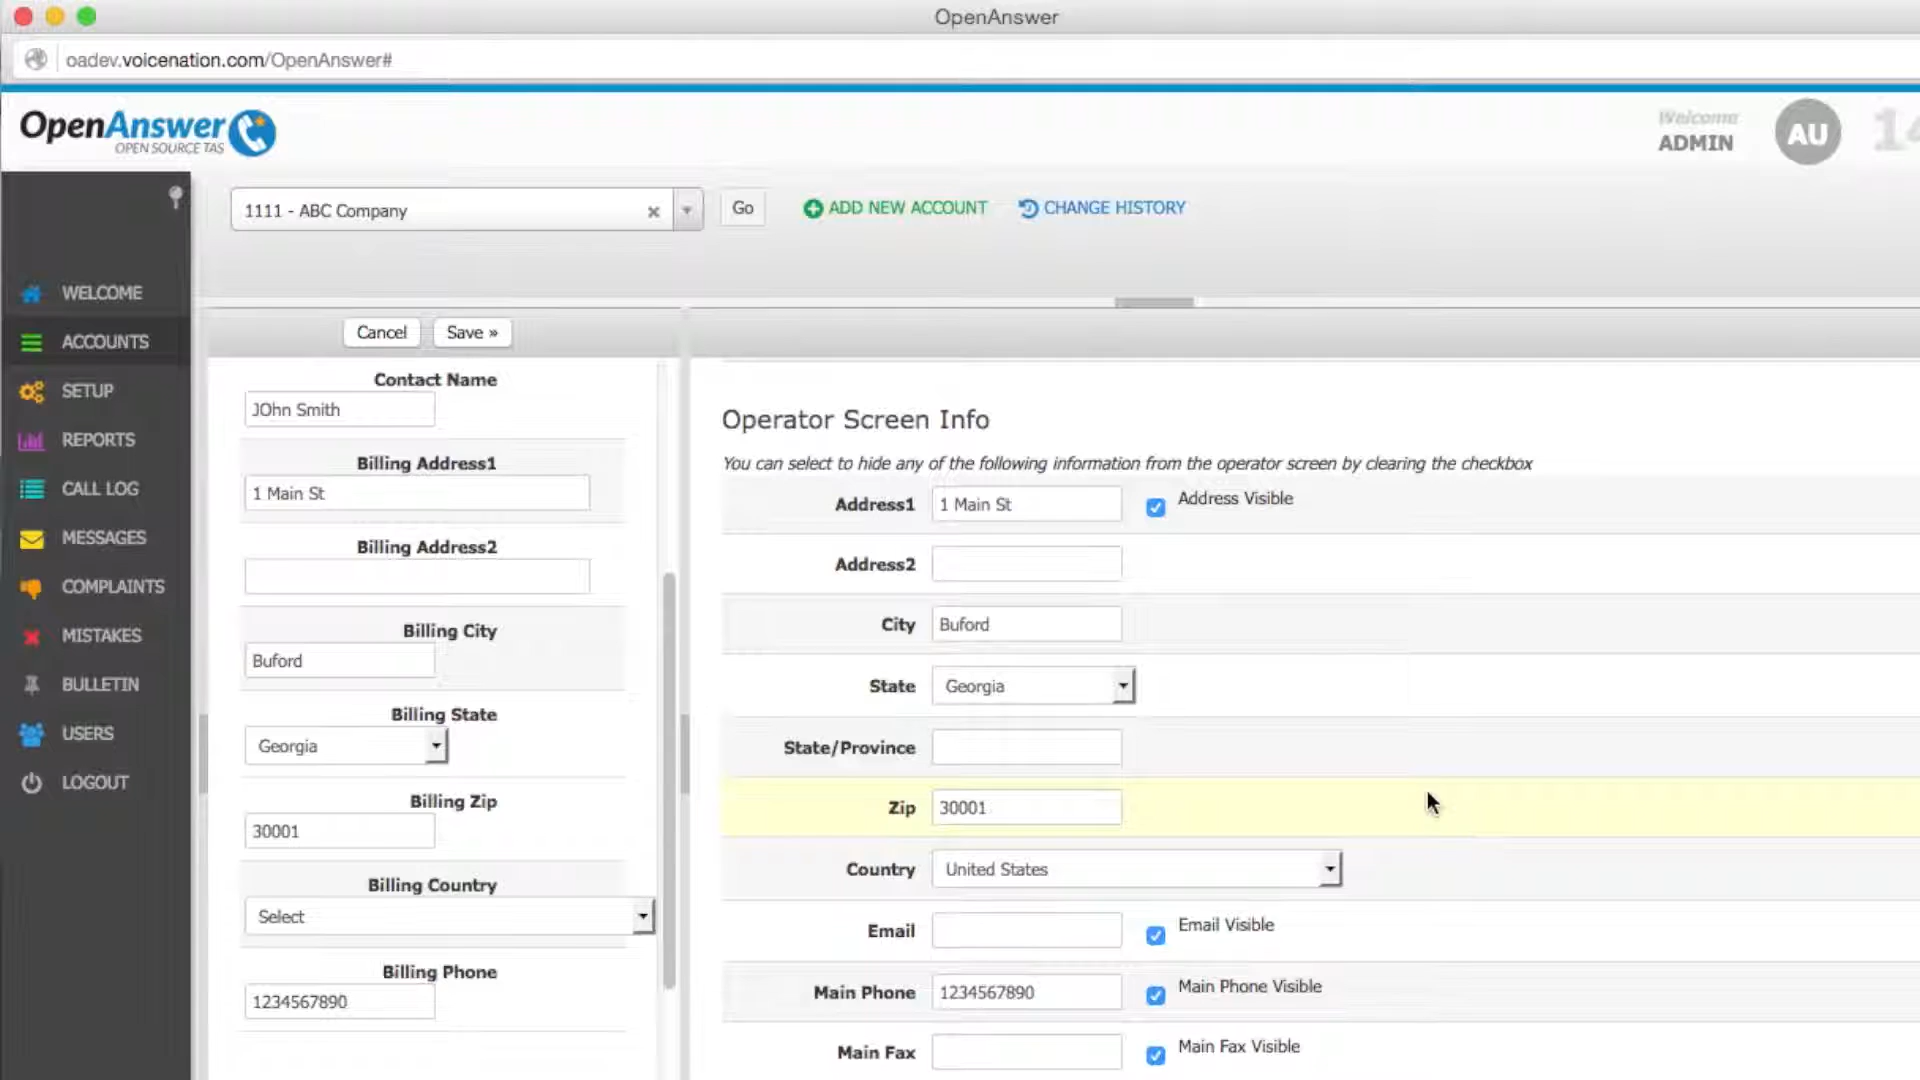 OpenAnswer
oadev.voicenation.com/OpenAnswer#
OpenAnswer
OPEN SOURCE TAS
Welcome
ADMIN
AU
14
1111 - ABC Company
Go
ADD NEW ACCOUNT
CHANGE HISTORY
WELCOME
ACCOUNTS
SETUP
REPORTS
CALL LOG
MESSAGES
COMPLAINTS
MISTAKES
BULLETIN
USERS
LOGOUT
Cancel
Save »
Contact Name
JOhn Smith
Billing Address1
1 Main St
Billing Address2
Billing City
Buford
Billing State
Georgia
Billing Zip
30001
Billing Country
Select
Billing Phone
1234567890
Operator Screen Info
You can select to hide any of the following information from the operator screen by clearing the checkbox
Address1 1 Main St Address Visible
Address2
City Buford
State Georgia
State/Province
Zip 30001
Country United States
Email Email Visible
Main Phone 1234567890 Main Phone Visible
Main Fax Main Fax Visible